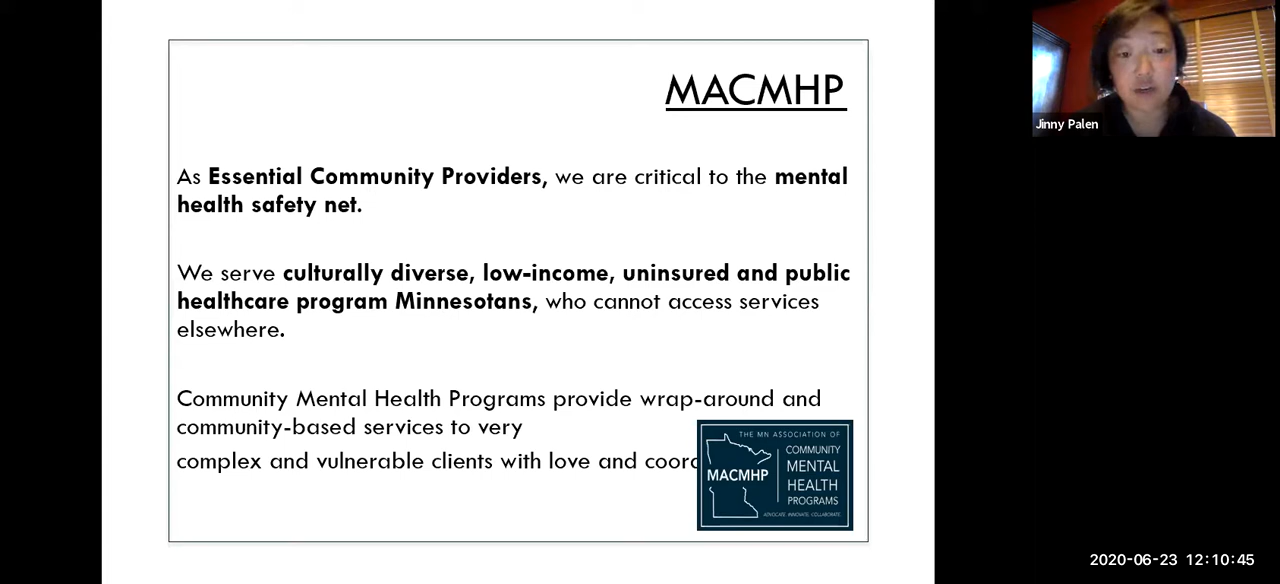 MACMHP
As Essential Community Providers, we are critical to the mental
health safety net.
We serve culturally diverse, low-income, uninsured and public
healthcare program Minnesotans, who cannot access services
elsewhere.
Community Mental Health Programs provide wrap-around and
community-based services to very
complex and vulnerable clients with love and
THE MN ASSOCIATION OF
MACMHP
COMMUNITY
MENTAL
HEALTH
PROGRAMS
ADVOCATE. INNOVATE. COLLABORATE.
Jinny Palen
2020-06-23 12:10:45